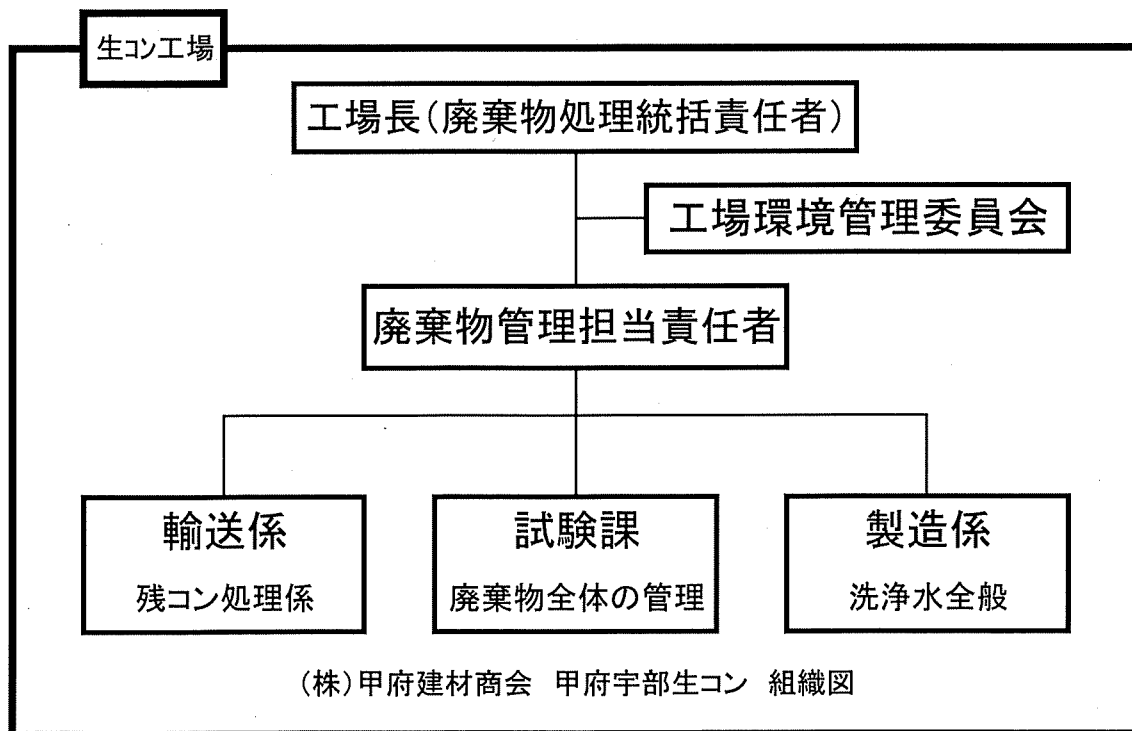 生コン工場
工場長(廃棄物処理統括責任者)
工場環境管理委員会
廃棄物管理担当責任者
輸送係
残コン処理係
試験課
廃棄物全体の管理
製造係
洗浄水全般
(株)甲府建材商会 甲府宇部生コン 組織図